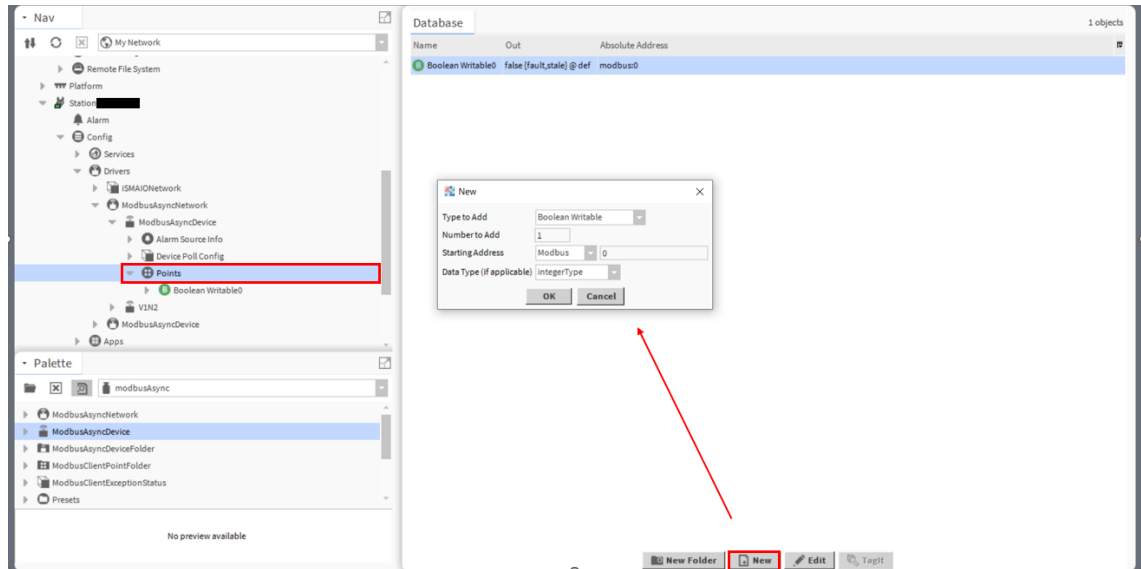 Nav
My Network
Remote File System
Platform
Station
Alarm
Config
Services
Drivers
iSMAIONetwork
ModbusAsyncNetwork
ModbusAsyncDevice
Alarm Source Info
Device Poll Config
Points
Boolean Writable0
V1N2
ModbusAsyncDevice
Apps
Palette
modbusAsync
ModbusAsyncNetwork
ModbusAsyncDevice
ModbusAsyncDeviceFolder
ModbusClientPointFolder
ModbusClientExceptionStatus
Presets
No preview available
Database
1 objects
Name Out Absolute Address
Boolean Writable0 false {fault,stale} @ def modbus:0
New
Type to Add Boolean Writable
Number to Add 1
Starting Address Modbus 0
Data Type (if applicable) integerType
OK Cancel
New Folder New Edit TagIt